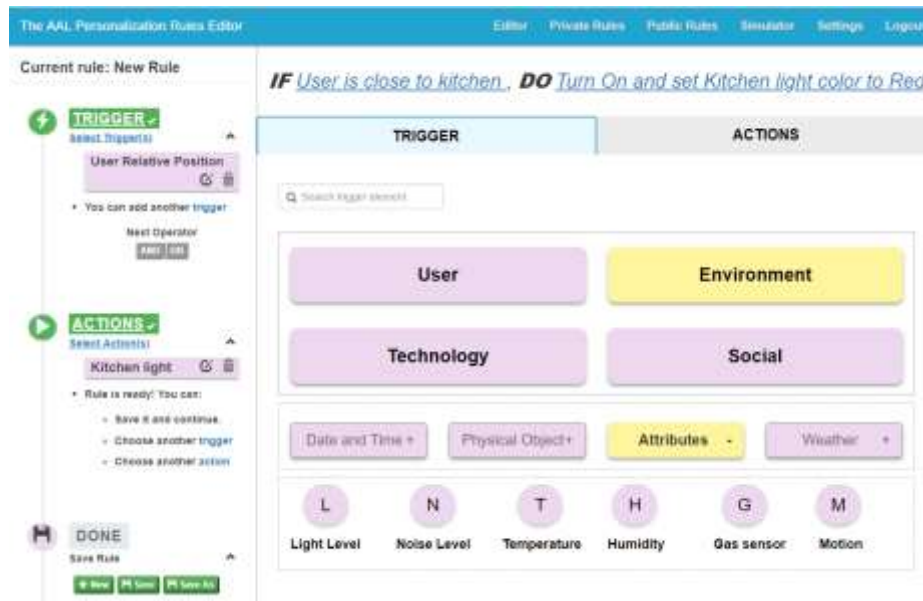 The AAL Personalization Rules Editor
Editor Private Rules Public Rules Simulator Settings Logout
Current rule: New Rule
IF User is close to kitchen , DO Turn On and set Kitchen light color to Red
TRIGGER
Select Trigger(s)
User Relative Position
You can add another trigger
Next Operator
AND OR
ACTIONS
Select Action(s)
Kitchen light
Rule is ready! You can:
Save it and continue.
Choose another trigger
Choose another action
DONE
Save Rule
+ New Save Save As
TRIGGER ACTIONS
Search trigger element
User Environment
Technology Social
Date and Time + Physical Object+ Attributes - Weather +
L N T H G M
Light Level Noise Level Temperature Humidity Gas sensor Motion